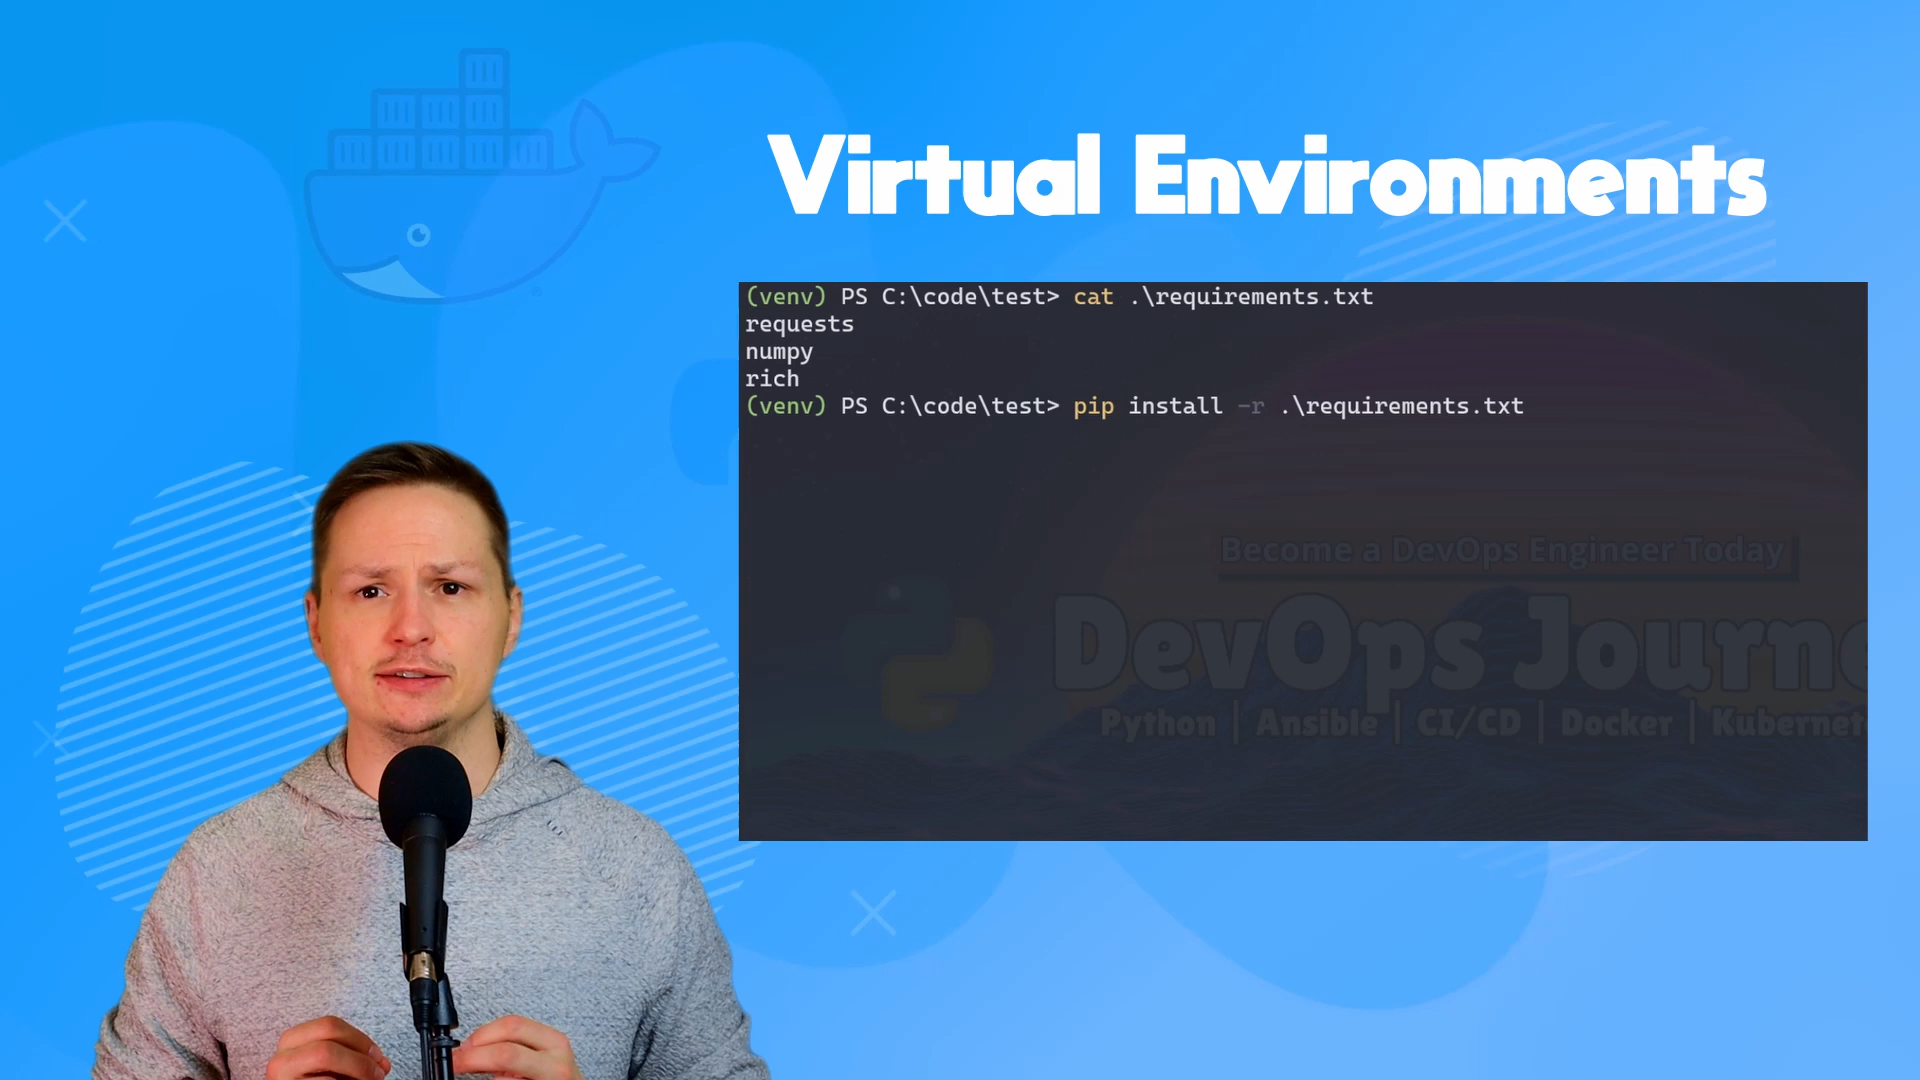 Virtual Environments
(venv) PS C:\code\test> cat .\requirements.txt
requests
numpy
rich
(venv) PS C:\code\test> pip install -r .\requirements.txt
Become a DevOps Engineer Today
DevOps Journe
Python | Ansible | CI/CD | Docker | Kubernet